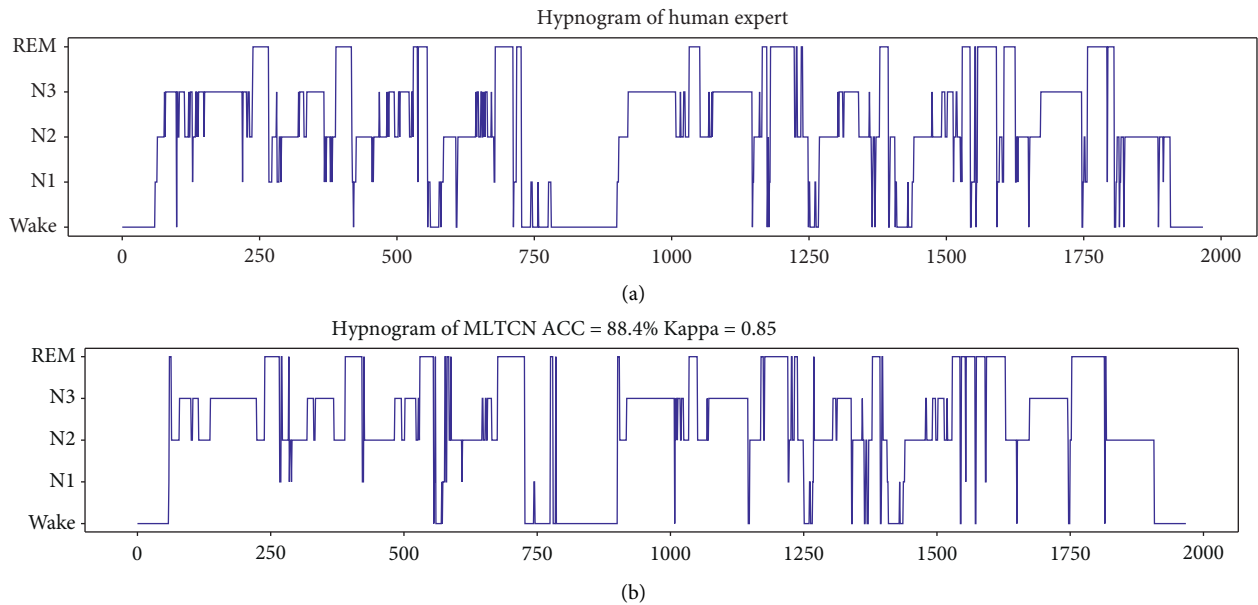 Hypnogram of human expert
REM
N3
N2
N1
Wake
0 250 500 750 1000 1250 1500 1750 2000
(a)
Hypnogram of MLTCN ACC = 88.4% Kappa = 0.85
REM
N3
N2
N1
Wake
0 250 500 750 1000 1250 1500 1750 2000
(b)